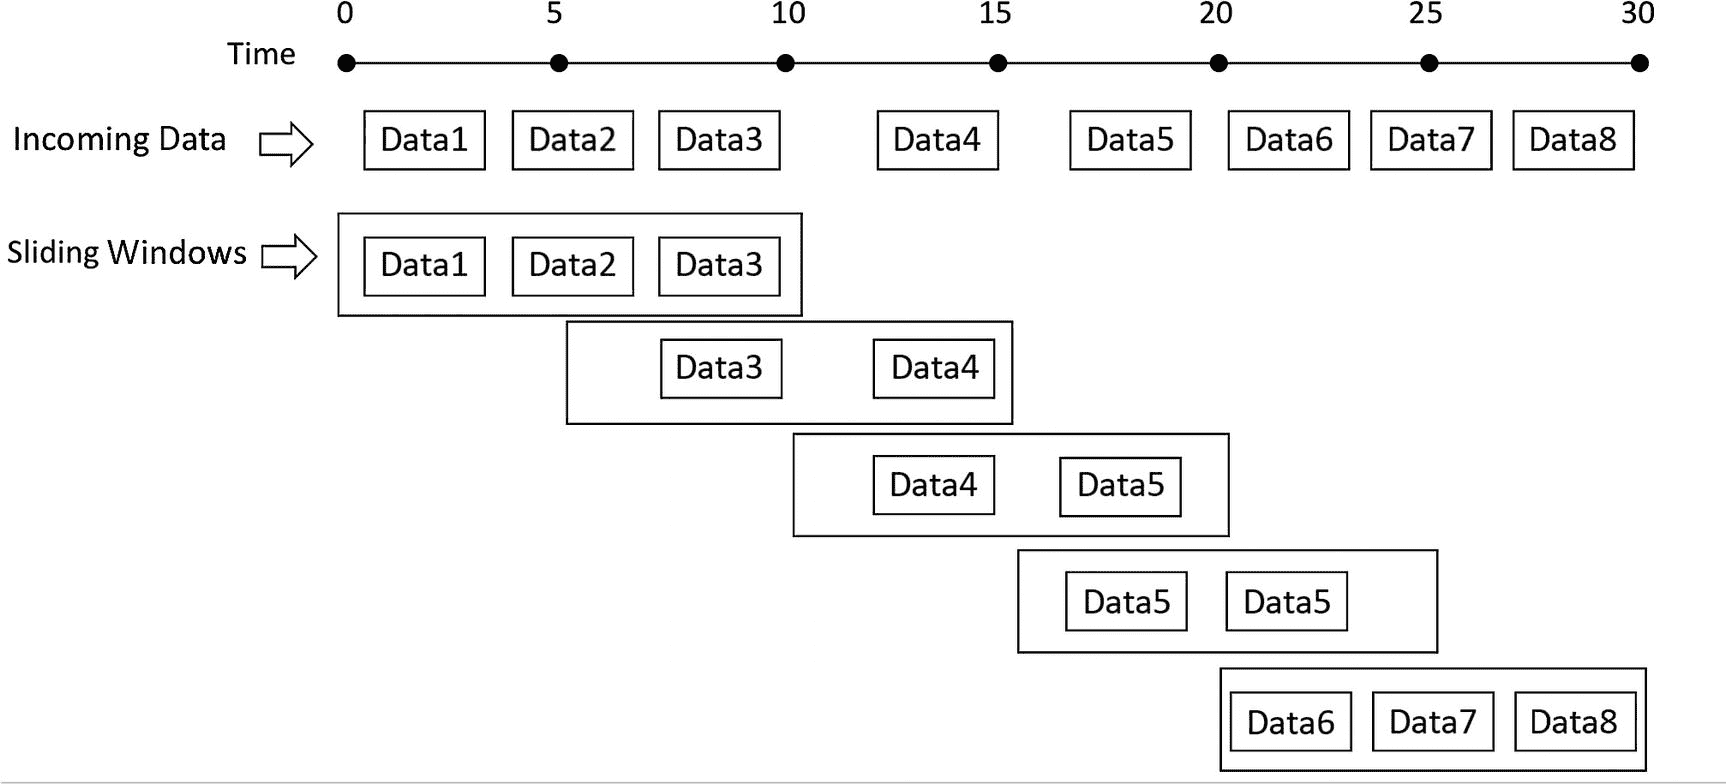 0 5 10 15 20 25 30
Time
Incoming Data Data1 Data2 Data3 Data4 Data5 Data6 Data7 Data8
Sliding Windows Data1 Data2 Data3
Data3 Data4
Data4 Data5
Data5 Data5
Data6 Data7 Data8